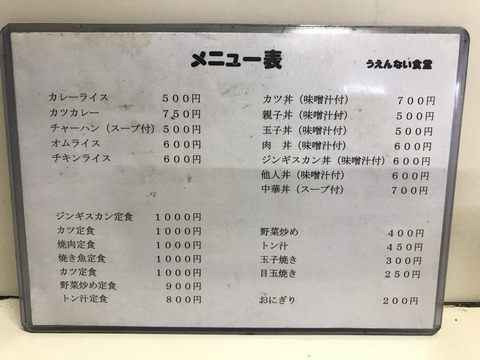 メニュー表
うえんない食堂
カレーライス 500円
カツカレー 750円
チャーハン(スープ付)500円
オムライス 600円
チキンライス 600円
カツ丼(味噌汁付) 700円
親子丼(味噌汁付) 500円
玉子丼(味噌汁付) 500円
肉 丼(味噌汁付) 600円
ジンギスカン丼(味噌汁付)600円
他人丼(味噌汁付) 600円
中華丼(スープ付) 700円
ジンギスカン定食 1000円
カツ定食 1000円
焼肉定食 1000円
焼き魚定食 1000円
カツ定食 1000円
野菜炒め定食 900円
トン汁定食 800円
野菜炒め 400円
トン汁 450円
玉子焼き 300円
目玉焼き 250円
おにぎり 200円